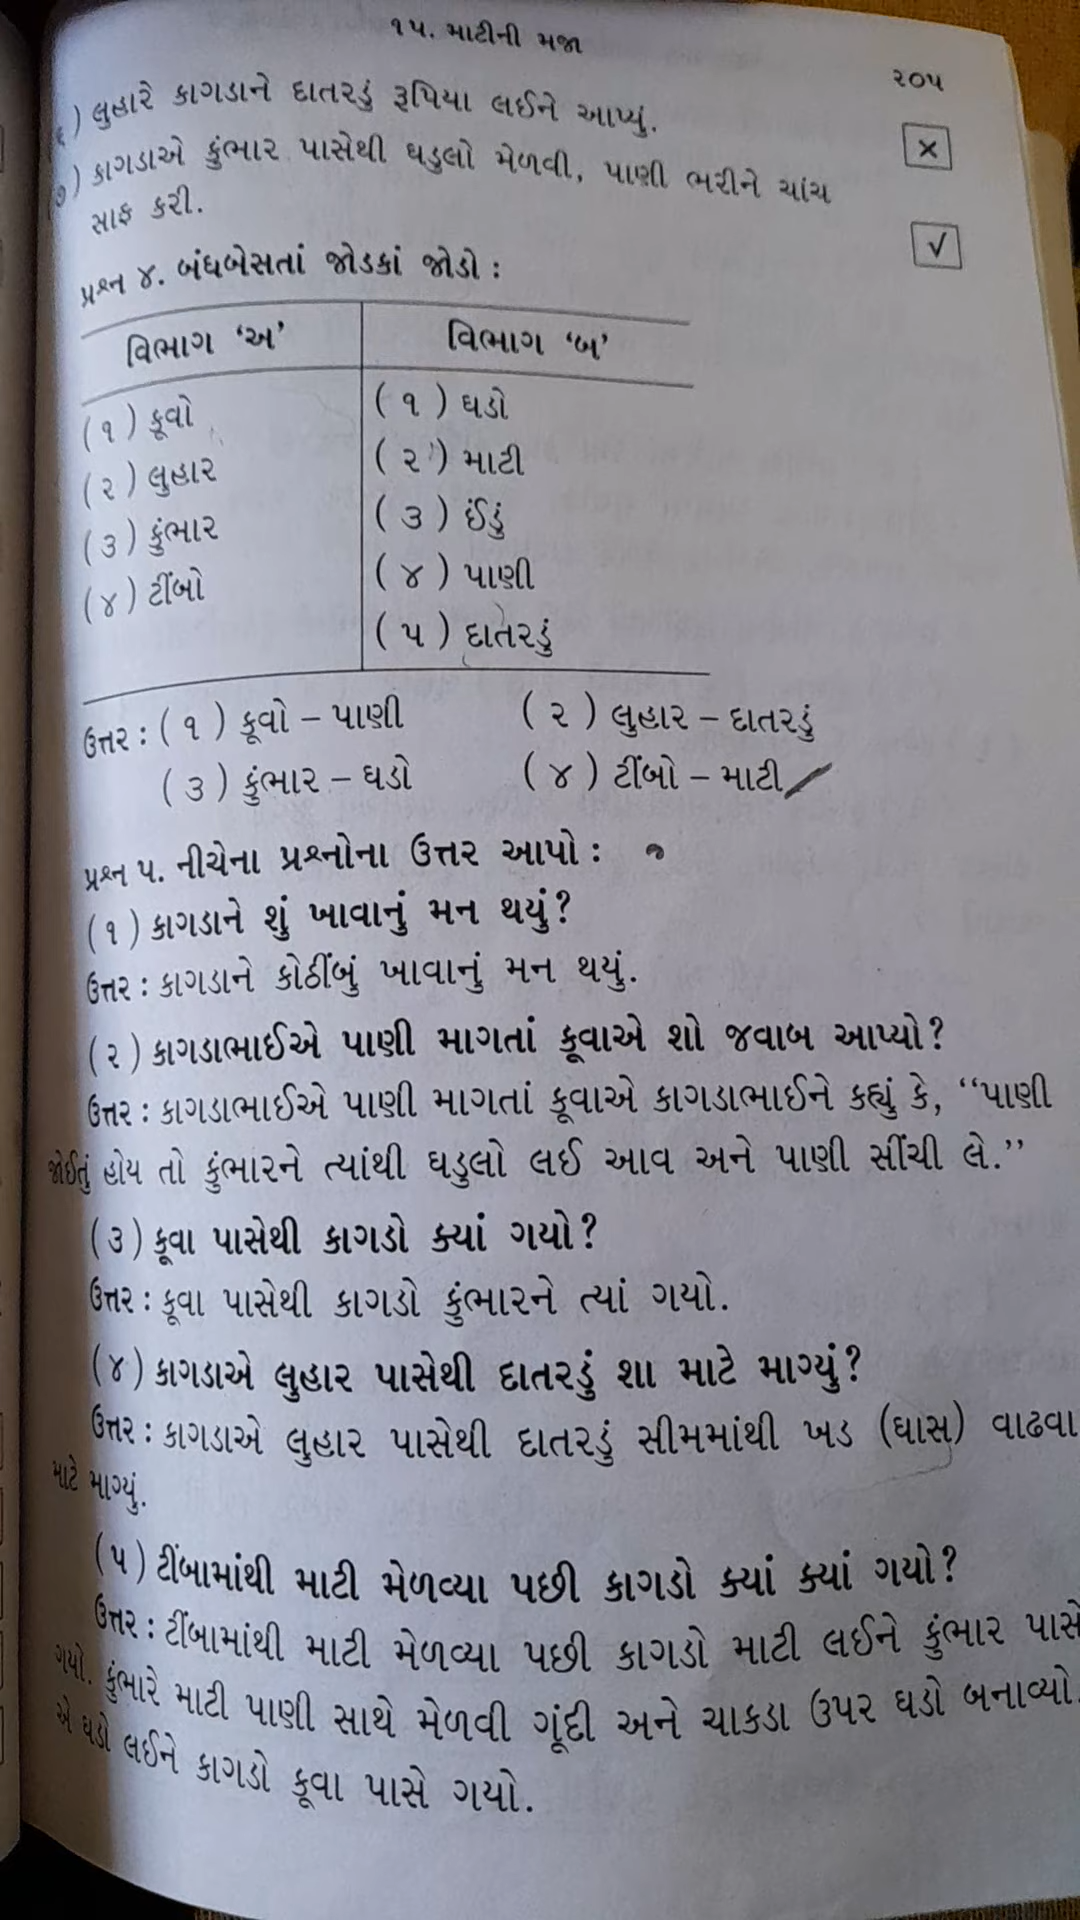 ૧૫. માટીની મજા
૨૦૫
૬) લુહારે કાગડાને દાતરડું રૂપિયા લઈને આપ્યું. ×
૭) કાગડાએ કુંભાર પાસેથી ઘડુલો મેળવી, પાણી ભરીને ચાંચ
સાફ કરી. √
પ્રશ્ન ૪. બંધબેસતાં જોડકાં જોડો :
વિભાગ ‘અ’ વિભાગ ‘બ’
(૧) કૂવો (૧) ઘડો
(૨) લુહાર (૨) માટી
(૩) કુંભાર (૩) ઈંડું
(૪) ટીંબો (૪) પાણી
(૫) દાતરડું
ઉત્તર : (૧) કૂવો – પાણી (૨) લુહાર – દાતરડું
(૩) કુંભાર – ઘડો (૪) ટીંબો – માટી
પ્રશ્ન ૫. નીચેના પ્રશ્નોના ઉત્તર આપો :
(૧) કાગડાને શું ખાવાનું મન થયું?
ઉત્તર : કાગડાને કોઠીંબું ખાવાનું મન થયું.
(૨) કાગડાભાઈએ પાણી માગતાં કૂવાએ શો જવાબ આપ્યો?
ઉત્તર : કાગડાભાઈએ પાણી માગતાં કૂવાએ કાગડાભાઈને કહ્યું કે, “પાણી
જોઈતું હોય તો કુંભારને ત્યાંથી ઘડુલો લઈ આવ અને પાણી સીંચી લે.”
(૩) કૂવા પાસેથી કાગડો ક્યાં ગયો?
ઉત્તર : કૂવા પાસેથી કાગડો કુંભારને ત્યાં ગયો.
(૪) કાગડાએ લુહાર પાસેથી દાતરડું શા માટે માગ્યું?
ઉત્તર : કાગડાએ લુહાર પાસેથી દાતરડું સીમમાંથી ખડ (ઘાસ) વાઢવા
માટે માગ્યું.
(૫) ટીંબામાંથી માટી મેળવ્યા પછી કાગડો ક્યાં ક્યાં ગયો?
ઉત્તર : ટીંબામાંથી માટી મેળવ્યા પછી કાગડો માટી લઈને કુંભાર પાસે
ગયો. કુંભારે માટી પાણી સાથે મેળવી ગૂંદી અને ચાકડા ઉપર ઘડો બનાવ્યો.
એ ઘડો લઈને કાગડો કૂવા પાસે ગયો.